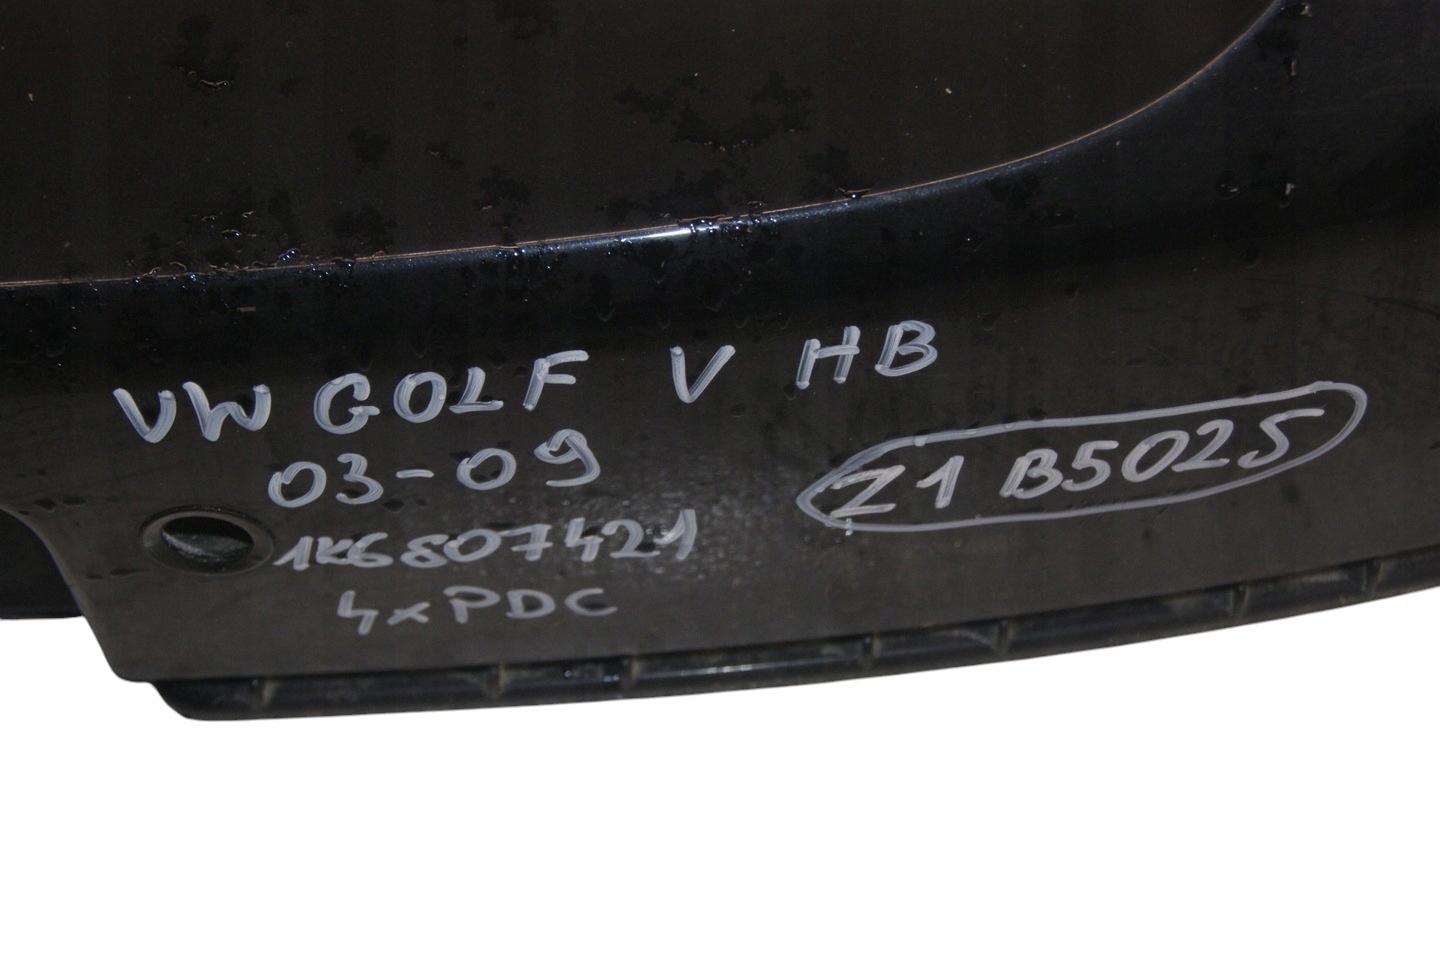 VW GOLF V HB
03-09
Z1 B5025
1K6807421
4xPDC